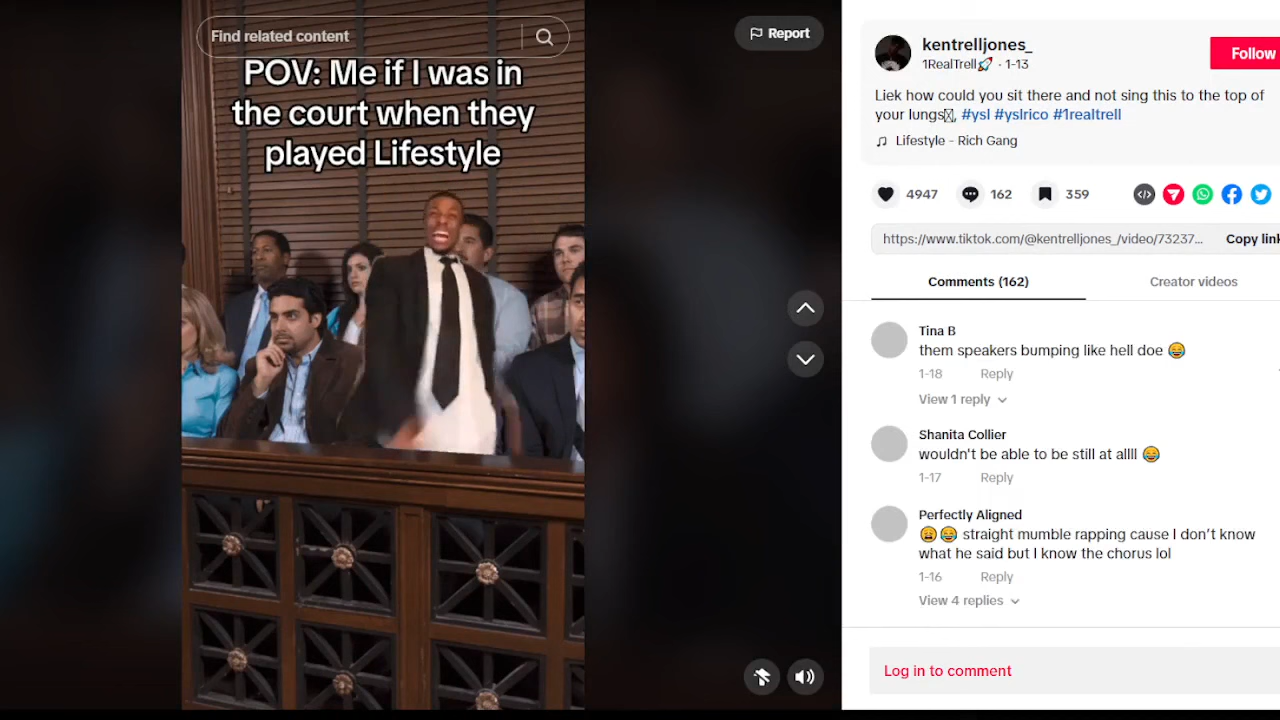 Find related content
Report
POV: Me if I was in
the court when they
played Lifestyle
kentrelljones_
1RealTrell🚀 · 1-13
Follow
Liek how could you sit there and not sing this to the top of
your lungs, #ysl #yslrico #1realtrell
Lifestyle - Rich Gang
4947
162
359
https://www.tiktok.com/@kentrelljones_/video/73237...
Copy link
Comments (162)
Creator videos
Tina B
them speakers bumping like hell doe 😂
1-18 Reply
View 1 reply
Shanita Collier
wouldn't be able to be still at allll 😂
1-17 Reply
Perfectly Aligned
😩😂 straight mumble rapping cause I don’t know
what he said but I know the chorus lol
1-16 Reply
View 4 replies
Log in to comment